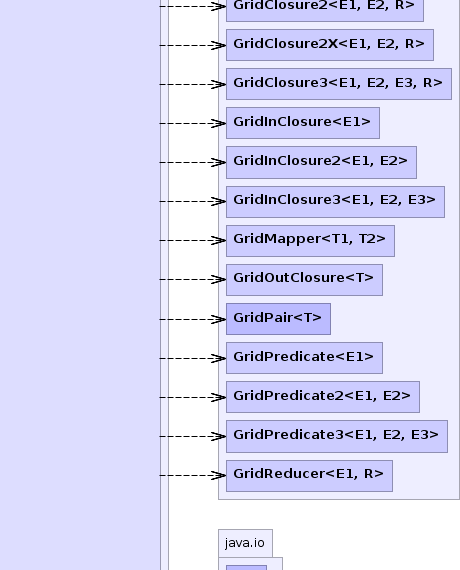 GridClosure2<E1, E2, R>
GridClosure2X<E1, E2, R>
GridClosure3<E1, E2, E3, R>
GridInClosure<E1>
GridInClosure2<E1, E2>
GridInClosure3<E1, E2, E3>
GridMapper<T1, T2>
GridOutClosure<T>
GridPair<T>
GridPredicate<E1>
GridPredicate2<E1, E2>
GridPredicate3<E1, E2, E3>
GridReducer<E1, R>
java.io